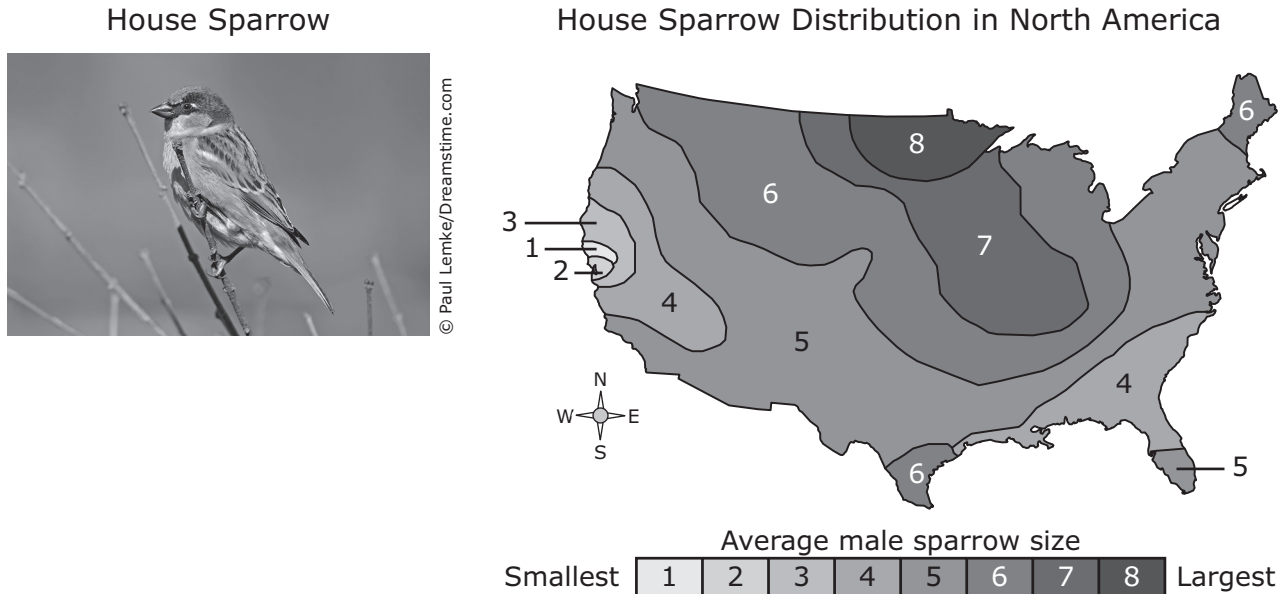 House Sparrow
© Paul Lemke/Dreamstime.com
House Sparrow Distribution in North America
6
8
6
3
7
1
2
4
5
4
N
W E
S
6
5
Average male sparrow size
Smallest 1 2 3 4 5 6 7 8 Largest